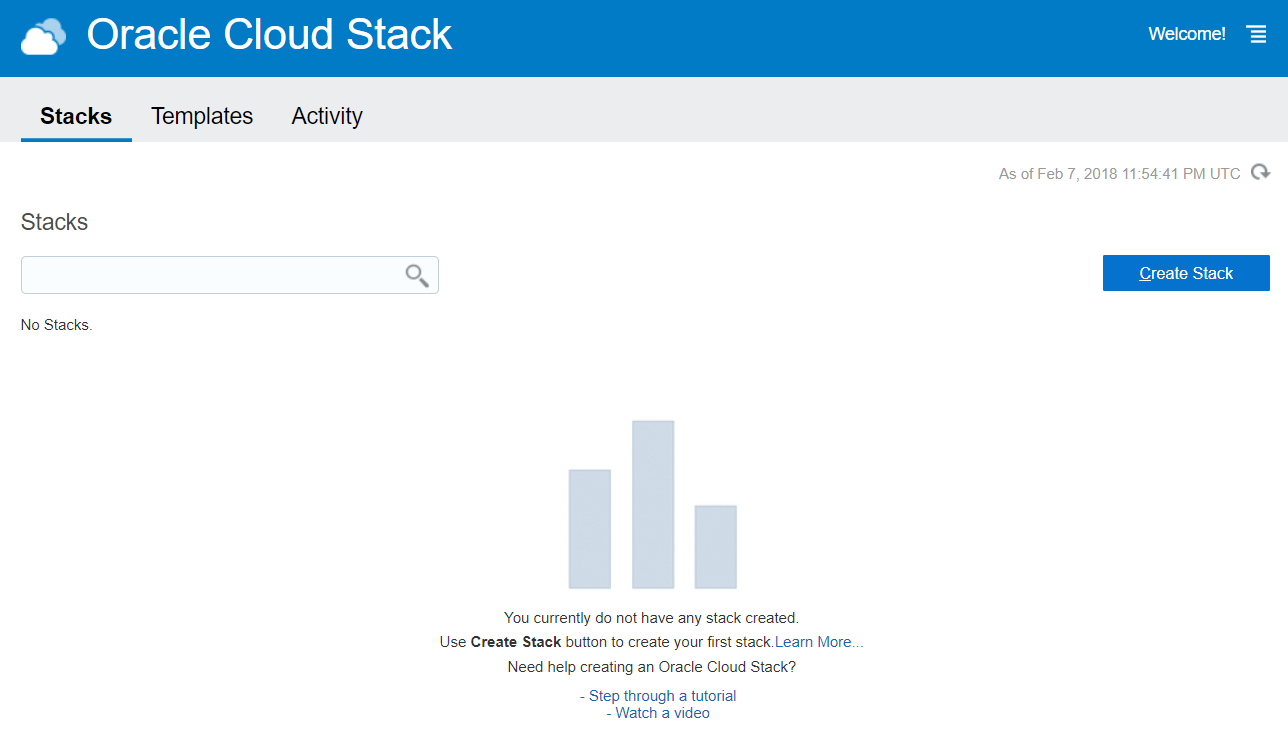 Oracle Cloud Stack
Welcome!
Stacks Templates Activity
As of Feb 7, 2018 11:54:41 PM UTC
Stacks
Create Stack
No Stacks.
You currently do not have any stack created.
Use Create Stack button to create your first stack.Learn More...
Need help creating an Oracle Cloud Stack?
- Step through a tutorial
- Watch a video